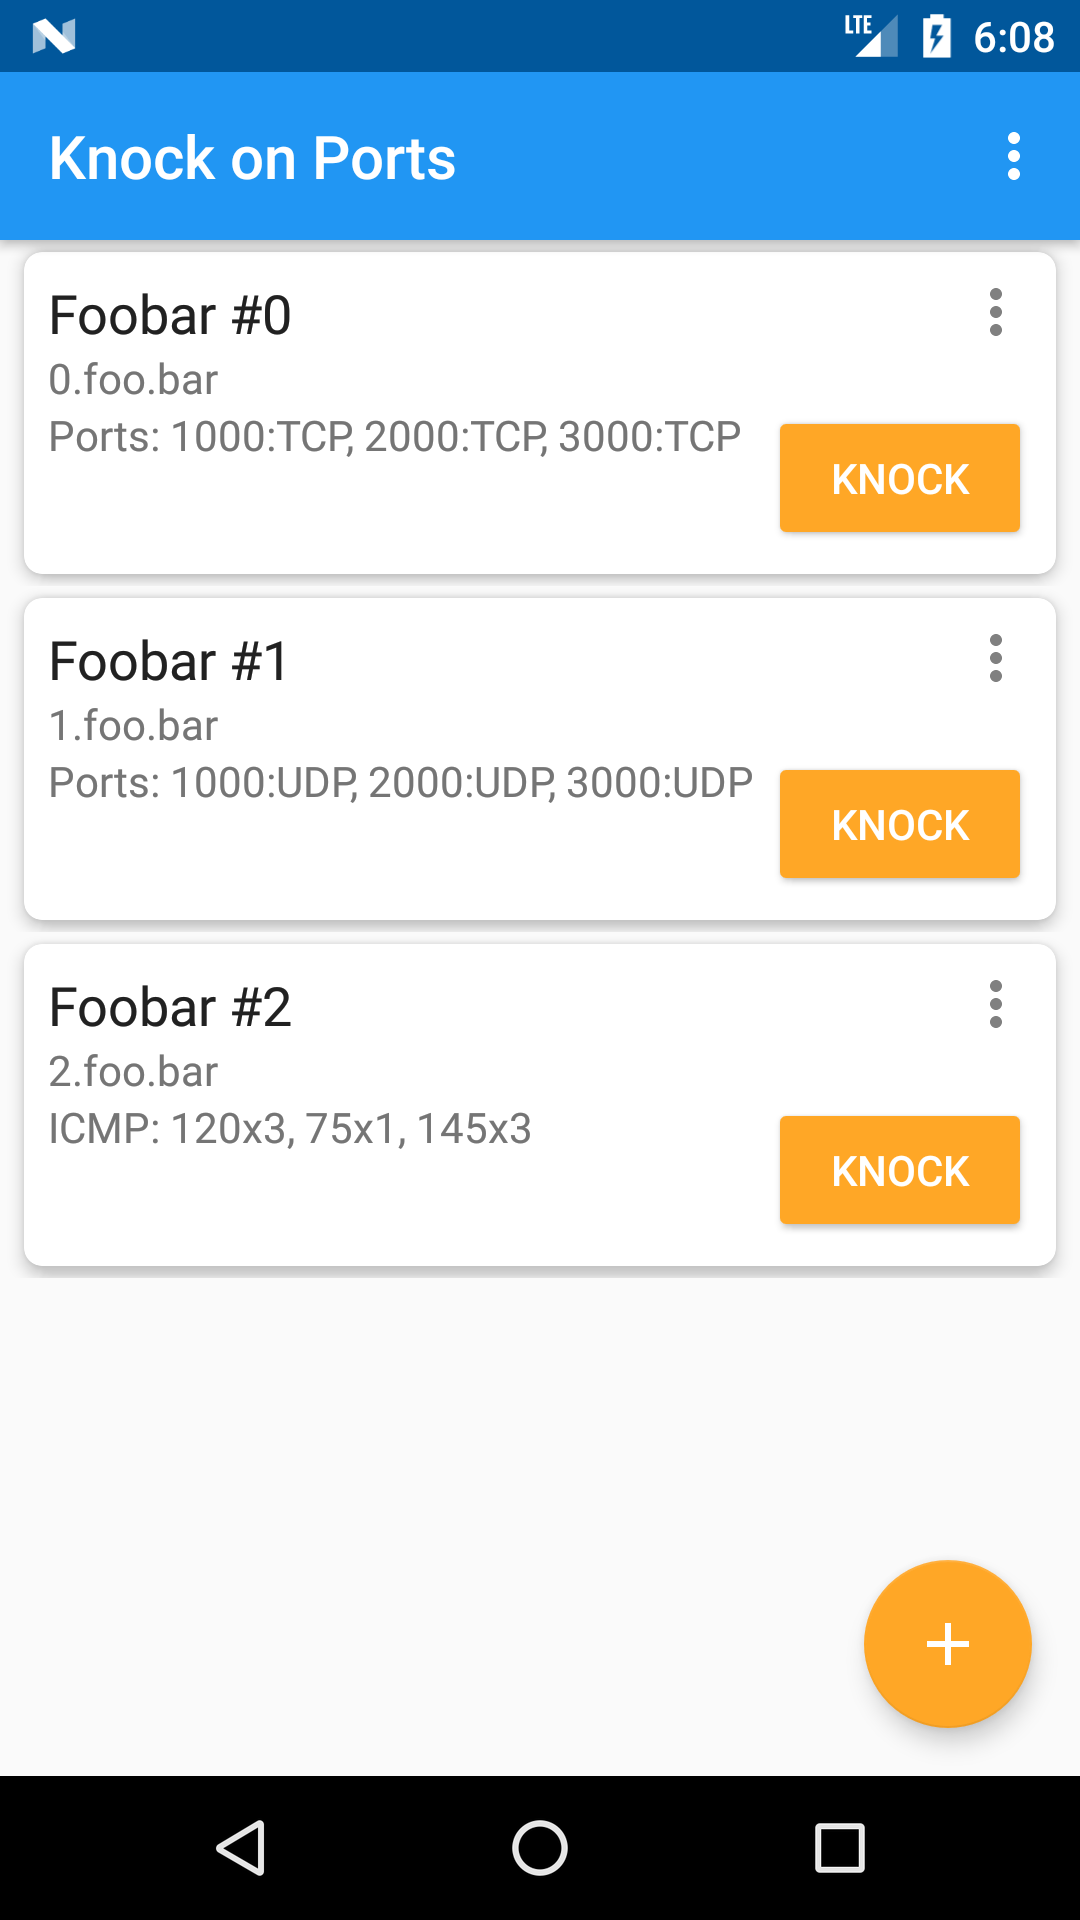 LTE 6:08
Knock on Ports
Foobar #0
0.foo.bar
Ports: 1000:TCP, 2000:TCP, 3000:TCP
KNOCK
Foobar #1
1.foo.bar
Ports: 1000:UDP, 2000:UDP, 3000:UDP
KNOCK
Foobar #2
2.foo.bar
ICMP: 120x3, 75x1, 145x3
KNOCK